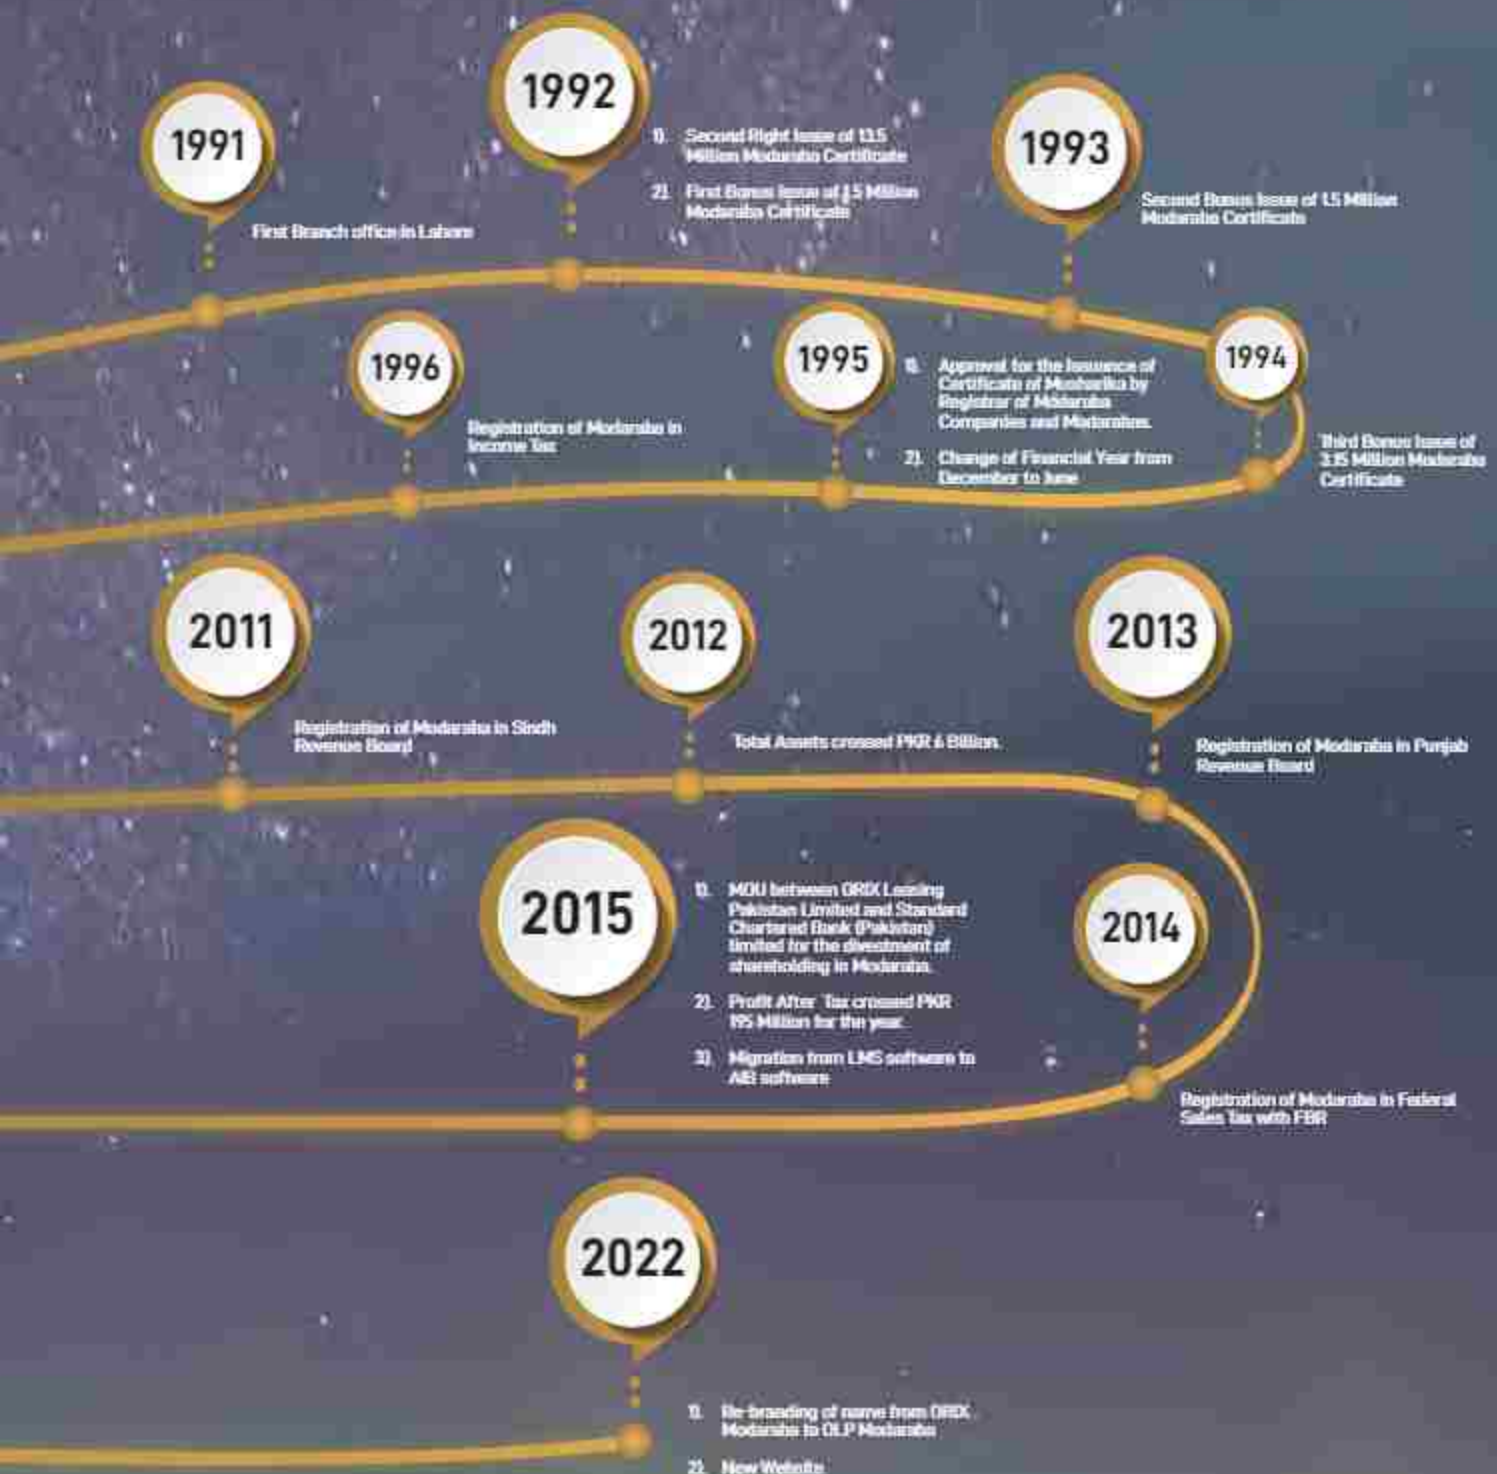 1991
First Branch office in Lahore
1992
1). Second Right Issue of 13.5
Million Modaraba Certificate
2). First Bonus Issue of 1.5 Million
Modaraba Certificate
1993
Second Bonus Issue of 1.5 Million
Modaraba Certificate
1994
Third Bonus Issue of
3.15 Million Modaraba
Certificate
1995
1). Approval for the Issuance of
Certificate of Musharika by
Registrar of Modaraba
Companies and Modarabas.
2). Change of Financial Year from
December to June
1996
Registration of Modaraba in
Income Tax
2011
Registration of Modaraba in Sindh
Revenue Board
2012
Total Assets crossed PKR 6 Billion.
2013
Registration of Modaraba in Punjab
Revenue Board
2014
Registration of Modaraba in Federal
Sales Tax with FBR
2015
1). MOU between ORIX Leasing
Pakistan Limited and Standard
Chartered Bank (Pakistan)
limited for the divestment of
shareholding in Modaraba.
2). Profit After Tax crossed PKR
195 Million for the year.
3). Migration from LMS software to
AIB software
2022
1). Re-branding of name from ORIX
Modaraba to OLP Modaraba
2). New Website